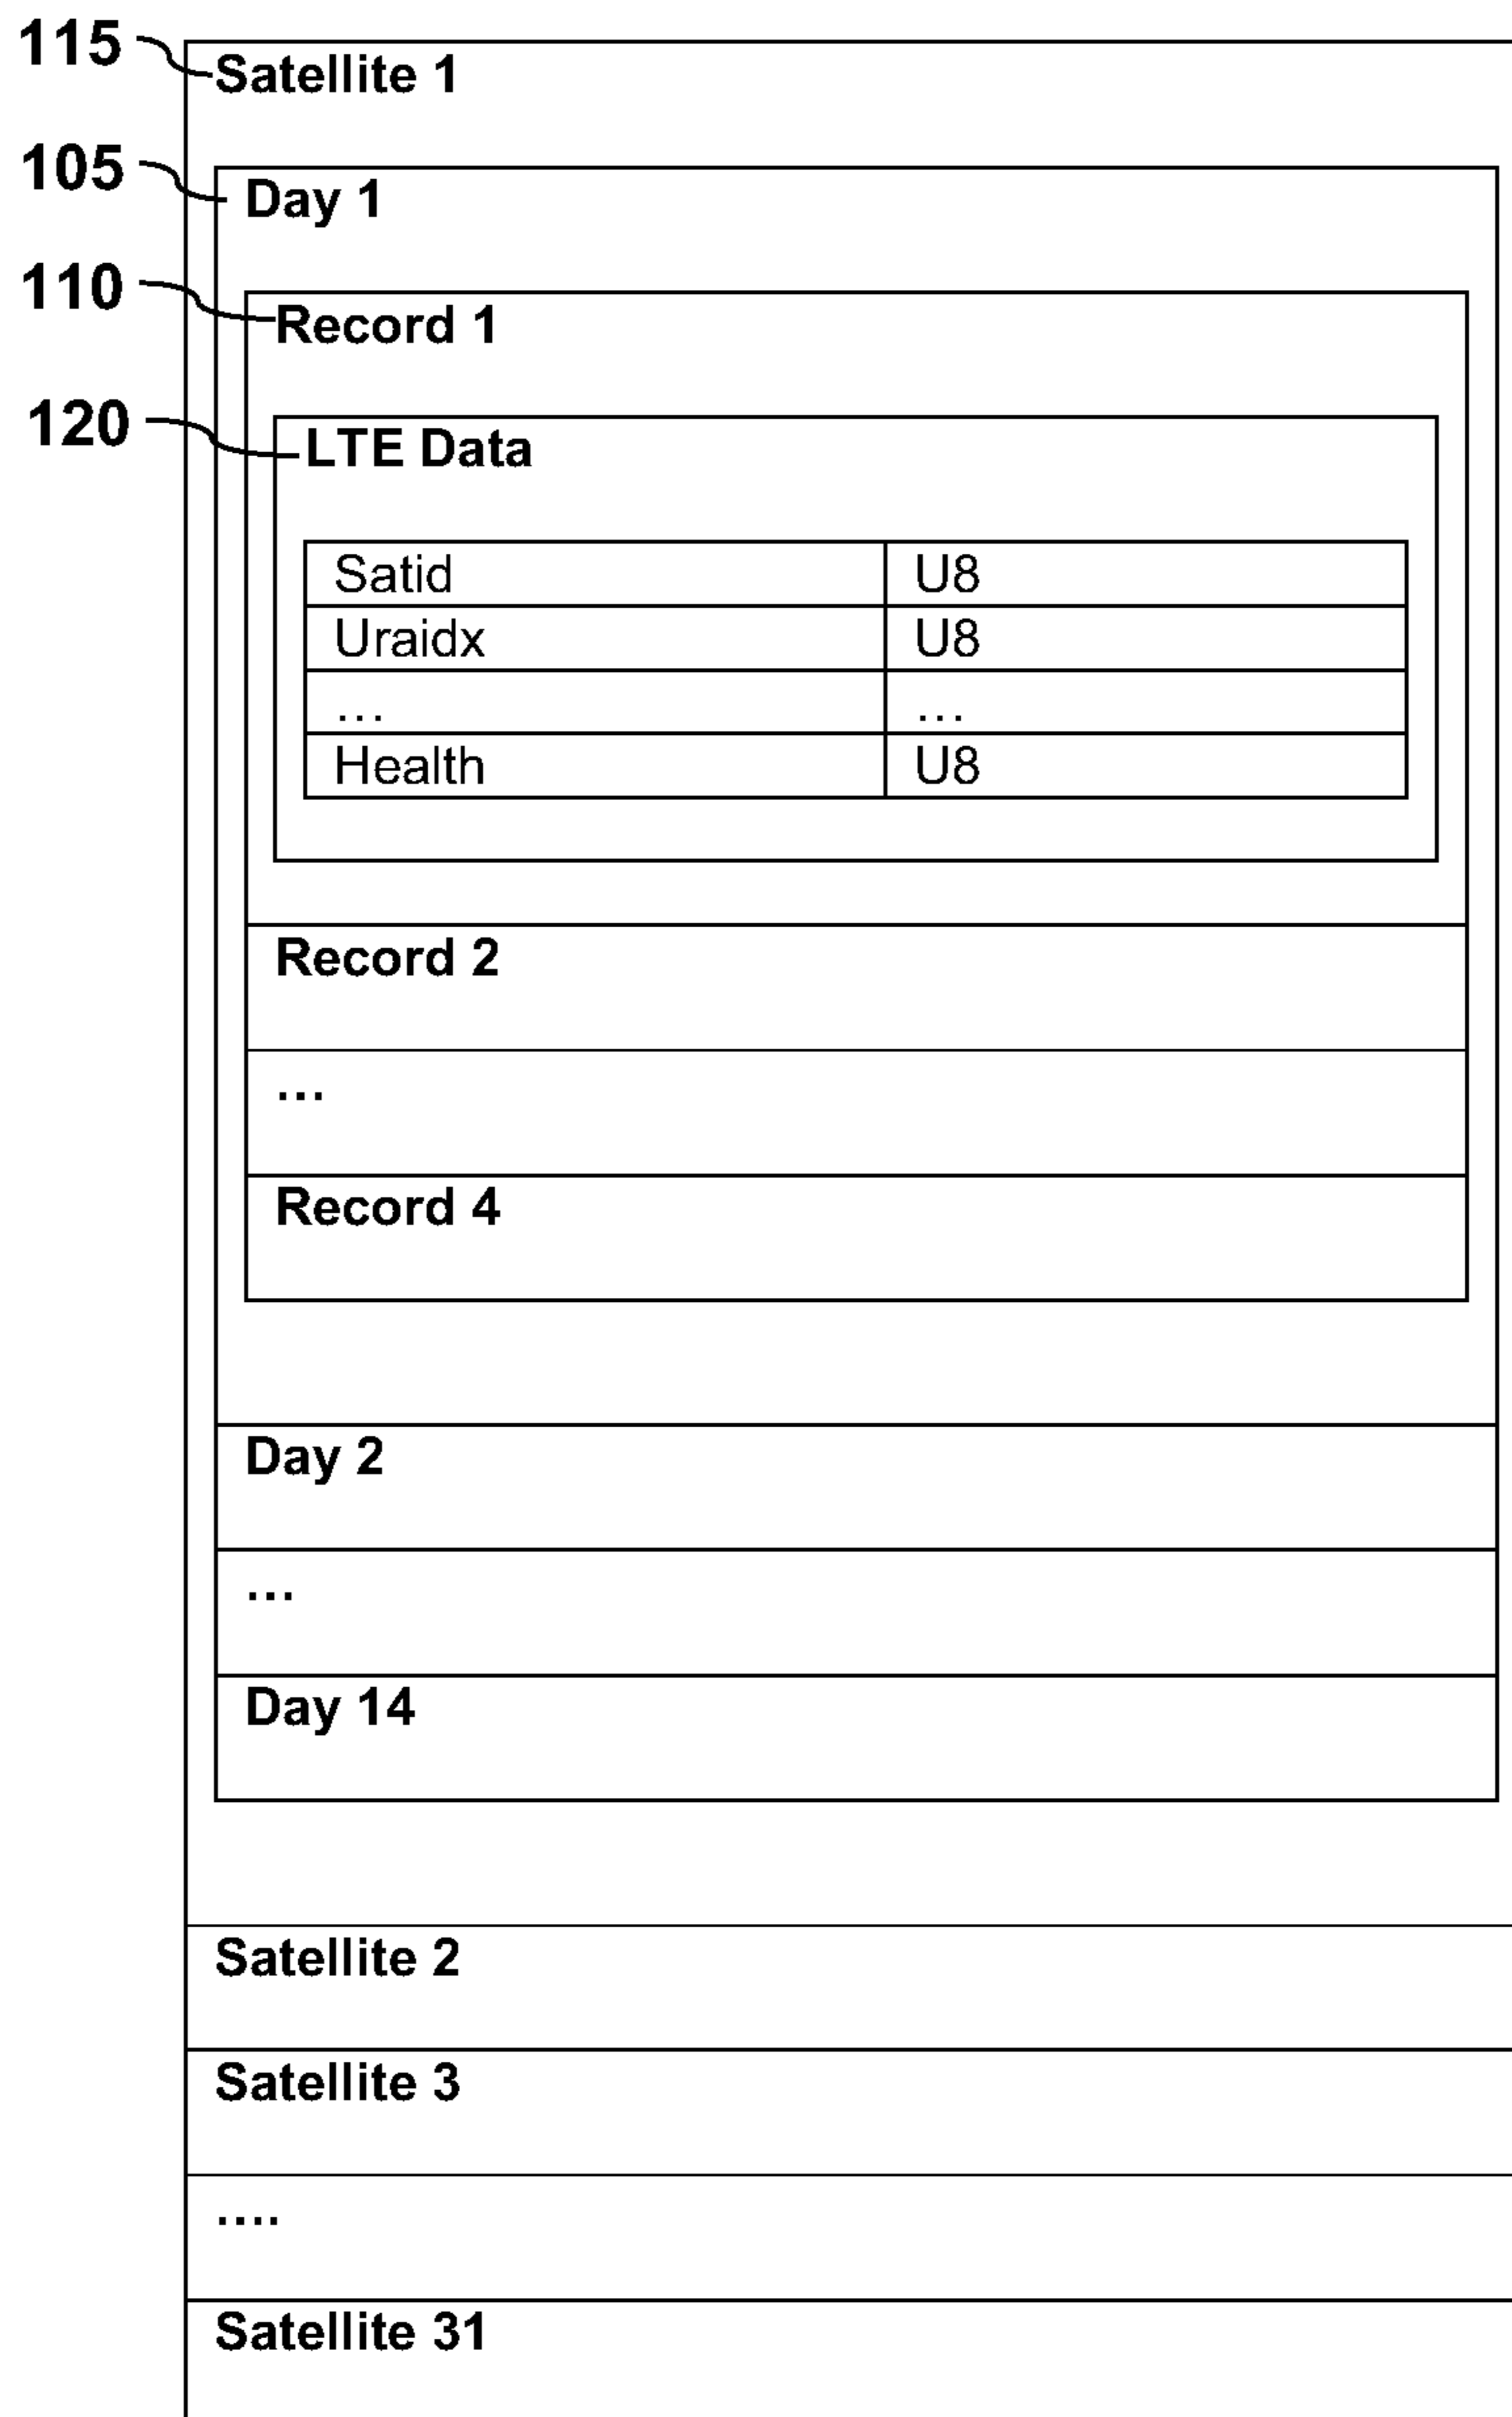 115 Satellite 1
105 Day 1
110 Record 1
120 LTE Data
Satid U8
Uraidx U8
... ...
Health U8
Record 2
...
Record 4
Day 2
...
Day 14
Satellite 2
Satellite 3
....
Satellite 31